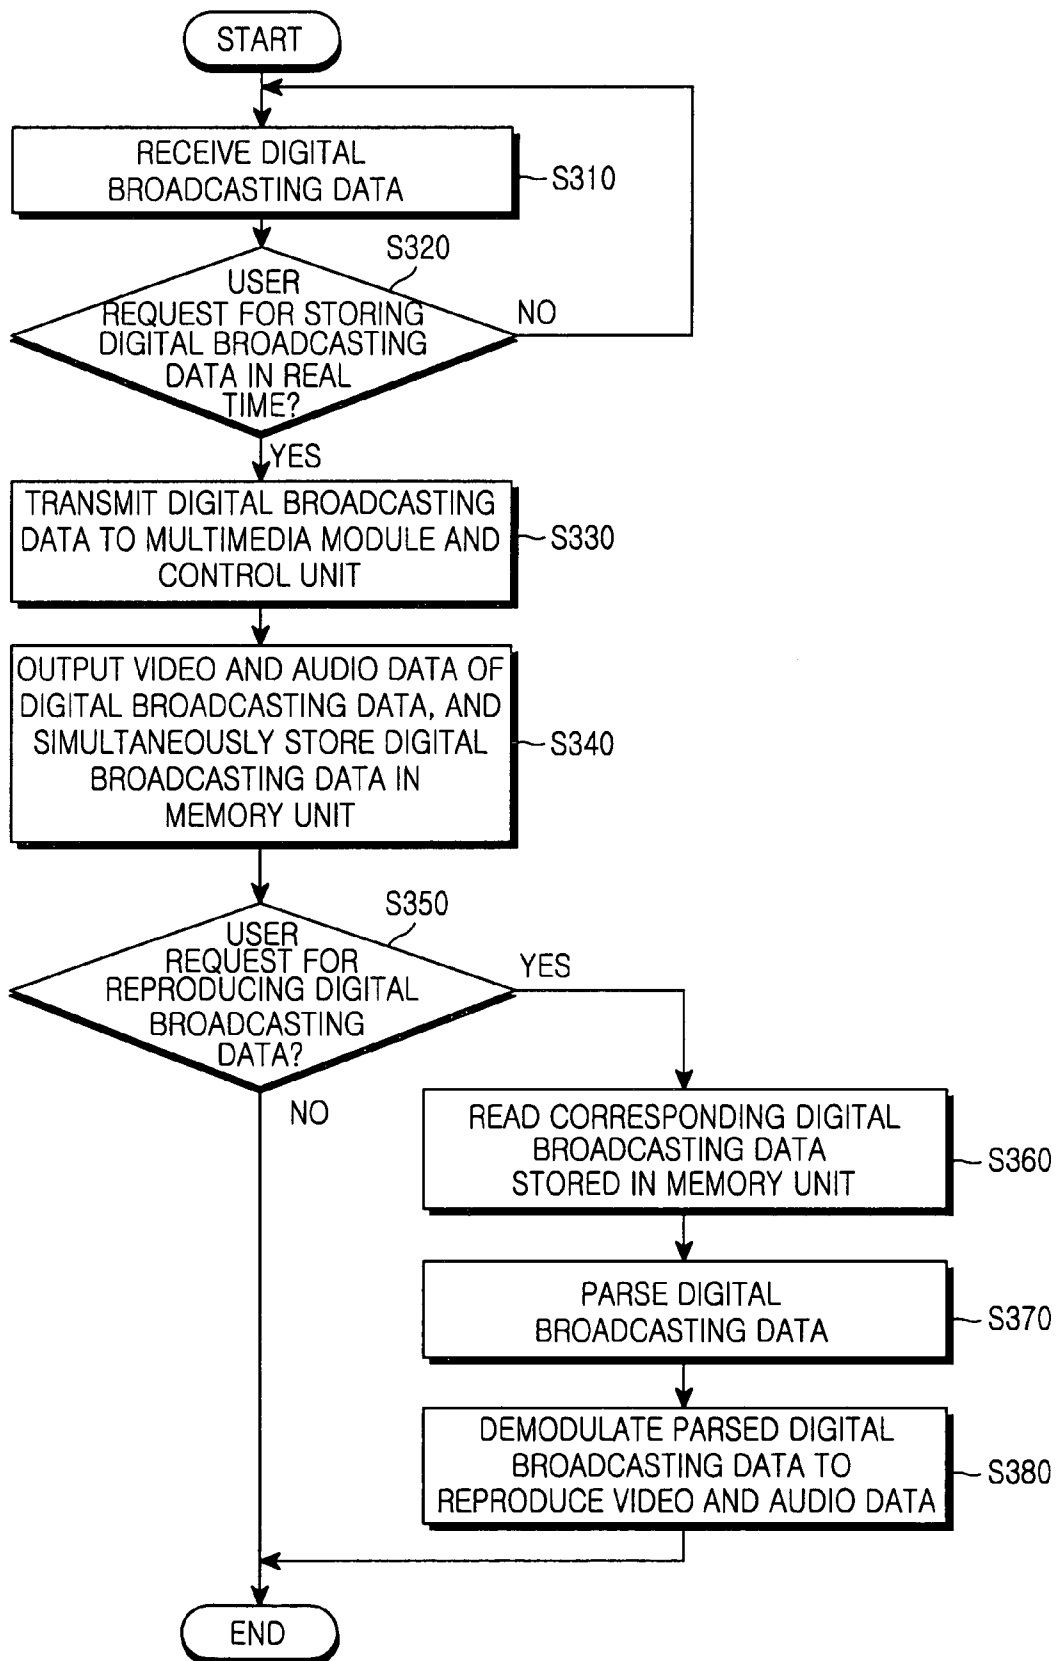 START
RECEIVE DIGITAL
BROADCASTING DATA
S310
S320
USER
REQUEST FOR STORING
DIGITAL BROADCASTING
DATA IN REAL
TIME?
NO
YES
TRANSMIT DIGITAL BROADCASTING
DATA TO MULTIMEDIA MODULE AND
CONTROL UNIT
S330
OUTPUT VIDEO AND AUDIO DATA OF
DIGITAL BROADCASTING DATA, AND
SIMULTANEOUSLY STORE DIGITAL
BROADCASTING DATA IN
MEMORY UNIT
S340
S350
USER
REQUEST FOR
REPRODUCING DIGITAL
BROADCASTING
DATA?
YES
NO
READ CORRESPONDING DIGITAL
BROADCASTING DATA
STORED IN MEMORY UNIT
S360
PARSE DIGITAL
BROADCASTING DATA
S370
DEMODULATE PARSED DIGITAL
BROADCASTING DATA TO
REPRODUCE VIDEO AND AUDIO DATA
S380
END